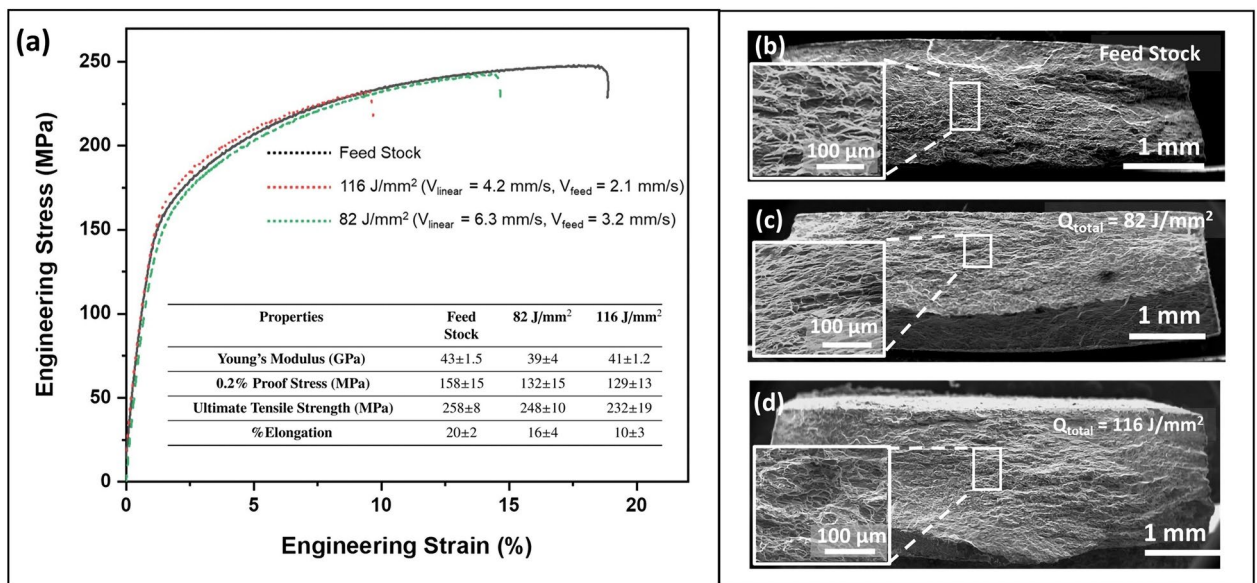 (a)
Engineering Stress (MPa)
250
200
150
100
50
0
Feed Stock
116 J/mm² (V_linear = 4.2 mm/s, V_feed = 2.1 mm/s)
82 J/mm² (V_linear = 6.3 mm/s, V_feed = 3.2 mm/s)
Properties Feed Stock 82 J/mm² 116 J/mm²
Young's Modulus (GPa) 43±1.5 39±4 41±1.2
0.2% Proof Stress (MPa) 158±15 132±15 129±13
Ultimate Tensile Strength (MPa) 258±8 248±10 232±19
%Elongation 20±2 16±4 10±3
0 5 10 15 20
Engineering Strain (%)
(b)
Feed Stock
100 µm
1 mm
(c)
Q_total = 82 J/mm²
100 µm
1 mm
(d)
Q_total = 116 J/mm²
100 µm
1 mm